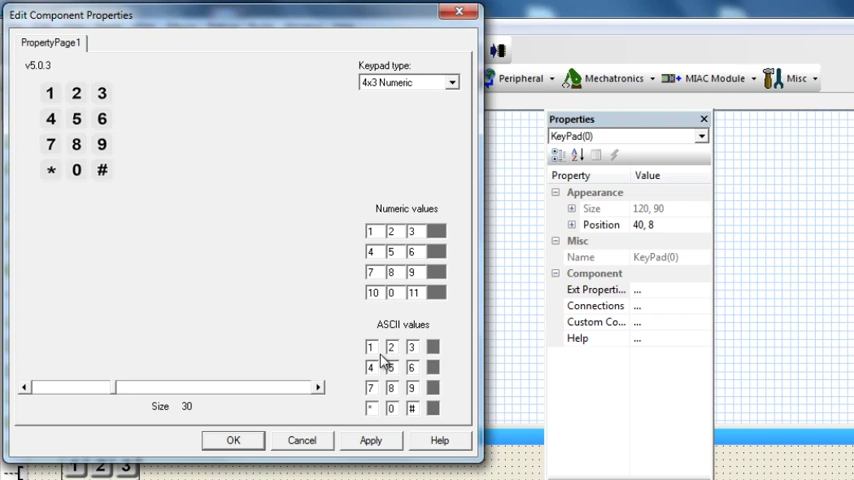 Edit Component Properties
PropertyPage1
v5.0.3
Keypad type:
4x3 Numeric
1 2 3
4 5 6
7 8 9
* 0 #
Numeric values
1 2 3
4 5 6
7 8 9
10 0 11
ASCII values
1 2 3
4 5 6
7 8 9
* 0 #
Size 30
OK Cancel Apply Help
1 2 3
Peripheral Mechatronics MIAC Module Misc
Properties
KeyPad(0)
Property Value
Appearance
Size 120, 90
Position 40, 8
Misc
Name KeyPad(0)
Component
Ext Properti... ...
Connections ...
Custom Co... ...
Help ...